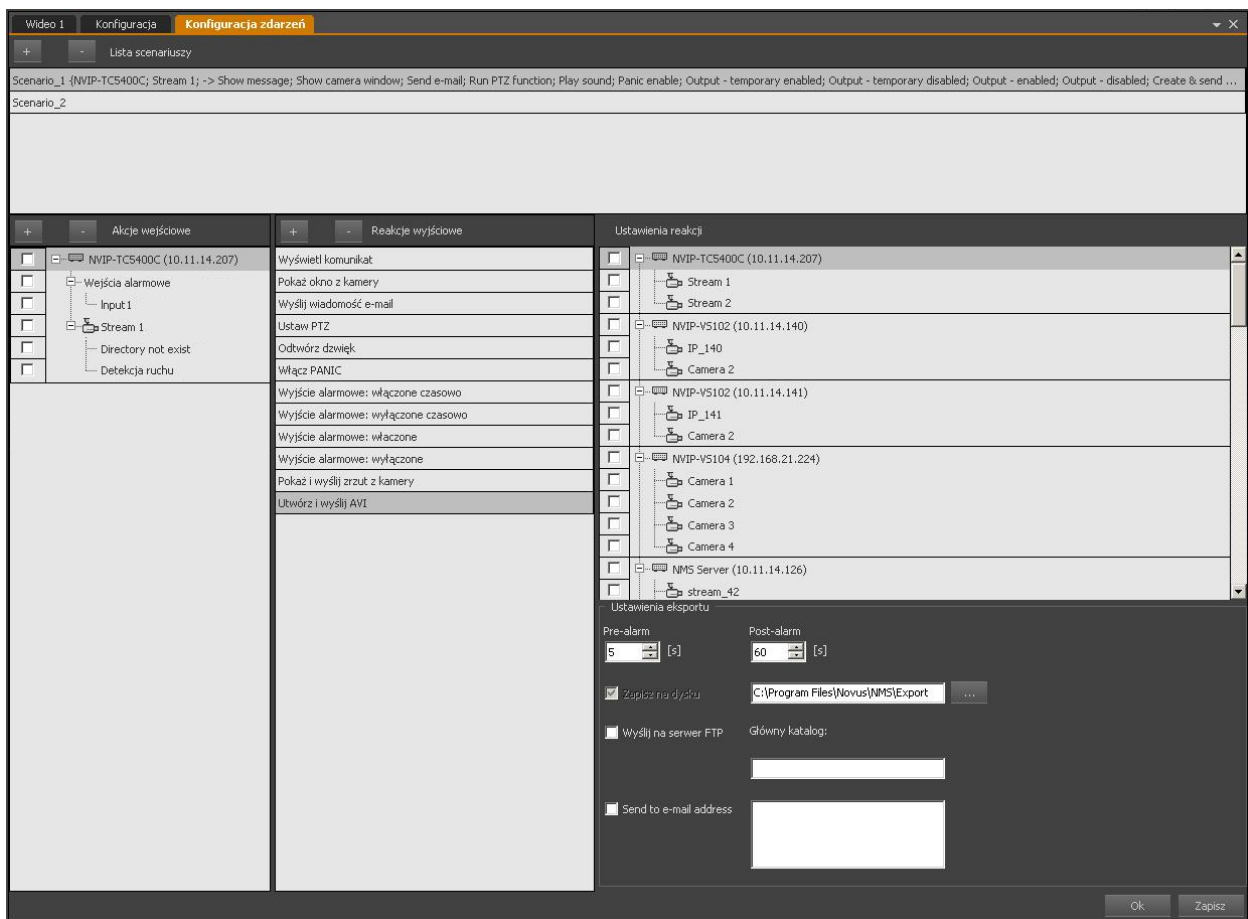 Wideo 1 Konfiguracja Konfiguracja zdarzeń
+ - Lista scenariuszy
Scenario_1 {NVIP-TC5400C; Stream 1; -> Show message; Show camera window; Send e-mail; Run PTZ function; Play sound; Panic enable; Output - temporary enabled; Output - temporary disabled; Output - enabled; Output - disabled; Create & send ...
Scenario_2
+ - Akcje wejściowe
NVIP-TC5400C (10.11.14.207)
Wejścia alarmowe
Input1
Stream 1
Directory not exist
Detekcja ruchu
+ - Reakcje wyjściowe
Wyświetl komunikat
Pokaż okno z kamery
Wyślij wiadomość e-mail
Ustaw PTZ
Odtwórz dzwięk
Włącz PANIC
Wyjście alarmowe: włączone czasowo
Wyjście alarmowe: wyłączone czasowo
Wyjście alarmowe: właczone
Wyjście alarmowe: wyłączone
Pokaż i wyślij zrzut z kamery
Utwórz i wyślij AVI
Ustawienia reakcji
NVIP-TC5400C (10.11.14.207)
Stream 1
Stream 2
NVIP-VS102 (10.11.14.140)
IP_140
Camera 2
NVIP-VS102 (10.11.14.141)
IP_141
Camera 2
NVIP-VS104 (192.168.21.224)
Camera 1
Camera 2
Camera 3
Camera 4
NMS Server (10.11.14.126)
stream_42
Ustawienia eksportu
Pre-alarm Post-alarm
5 [s] 60 [s]
Zapisz na dysku C:\Program Files\Novus\NMS\Export ...
Wyślij na serwer FTP Główny katalog:
Send to e-mail address
Ok Zapisz